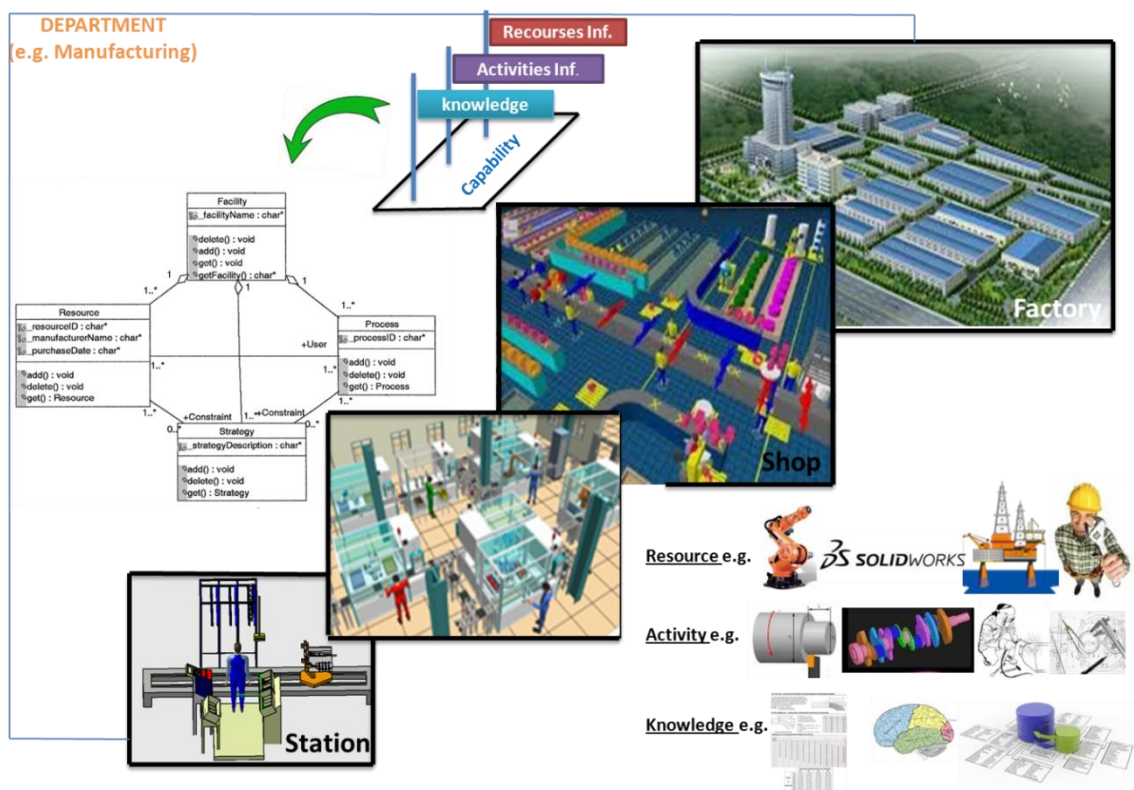 DEPARTMENT
(e.g. Manufacturing)
Recourses Inf.
Activities Inf.
knowledge
Capability
Factory
Facility
_facilityName : char*
delete() : void
add() : void
get() : void
getFacility() : char*
1
1
1
1..*
1..*
Resource
_resourceID : char*
_manufacturerName : char*
_purchaseDate : char*
add() : void
delete() : void
get() : Resource
Process
_processID : char*
add() : void
delete() : void
get() : Process
+User
1..*
1..*
1..*
1..*
+Constraint
1..*
+Constraint
0..*
0..*
Strategy
_strategyDescription : char*
add() : void
delete() : void
get() : Strategy
Shop
Station
Resource e.g.
SOLIDWORKS
Activity e.g.
Knowledge e.g.